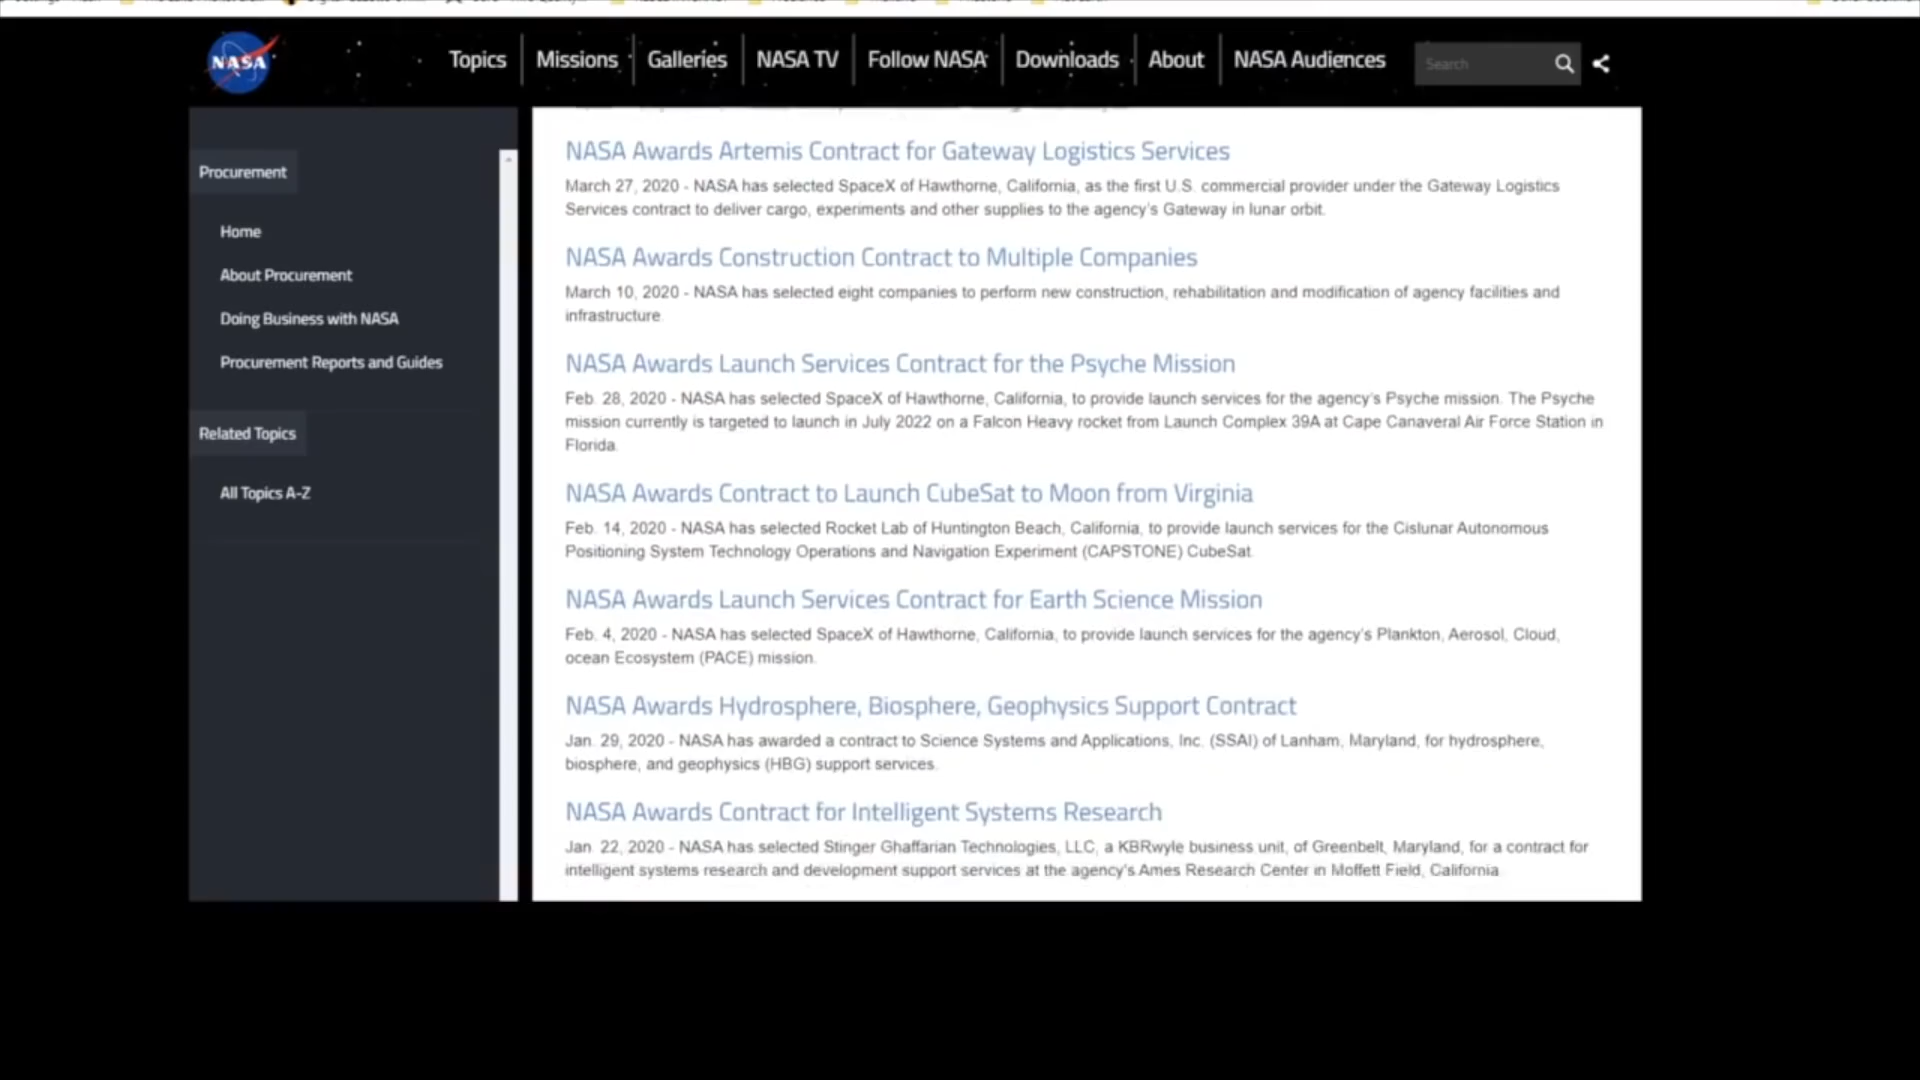 NASA
Topics
Missions
Galleries
NASA TV
Follow NASA
Downloads
About
NASA Audiences
Search
Procurement
Home
About Procurement
Doing Business with NASA
Procurement Reports and Guides
Related Topics
All Topics A-Z
NASA Awards Artemis Contract for Gateway Logistics Services
March 27, 2020 - NASA has selected SpaceX of Hawthorne, California, as the first U.S. commercial provider under the Gateway Logistics
Services contract to deliver cargo, experiments and other supplies to the agency's Gateway in lunar orbit.
NASA Awards Construction Contract to Multiple Companies
March 10, 2020 - NASA has selected eight companies to perform new construction, rehabilitation and modification of agency facilities and
infrastructure.
NASA Awards Launch Services Contract for the Psyche Mission
Feb. 28, 2020 - NASA has selected SpaceX of Hawthorne, California, to provide launch services for the agency's Psyche mission. The Psyche
mission currently is targeted to launch in July 2022 on a Falcon Heavy rocket from Launch Complex 39A at Cape Canaveral Air Force Station in
Florida.
NASA Awards Contract to Launch CubeSat to Moon from Virginia
Feb. 14, 2020 - NASA has selected Rocket Lab of Huntington Beach, California, to provide launch services for the Cislunar Autonomous
Positioning System Technology Operations and Navigation Experiment (CAPSTONE) CubeSat.
NASA Awards Launch Services Contract for Earth Science Mission
Feb. 4, 2020 - NASA has selected SpaceX of Hawthorne, California, to provide launch services for the agency's Plankton, Aerosol, Cloud,
ocean Ecosystem (PACE) mission.
NASA Awards Hydrosphere, Biosphere, Geophysics Support Contract
Jan. 29, 2020 - NASA has awarded a contract to Science Systems and Applications, Inc. (SSAI) of Lanham, Maryland, for hydrosphere,
biosphere, and geophysics (HBG) support services.
NASA Awards Contract for Intelligent Systems Research
Jan. 22, 2020 - NASA has selected Stinger Ghaffarian Technologies, LLC, a KBRwyle business unit, of Greenbelt, Maryland, for a contract for
intelligent systems research and development support services at the agency's Ames Research Center in Moffett Field, California.